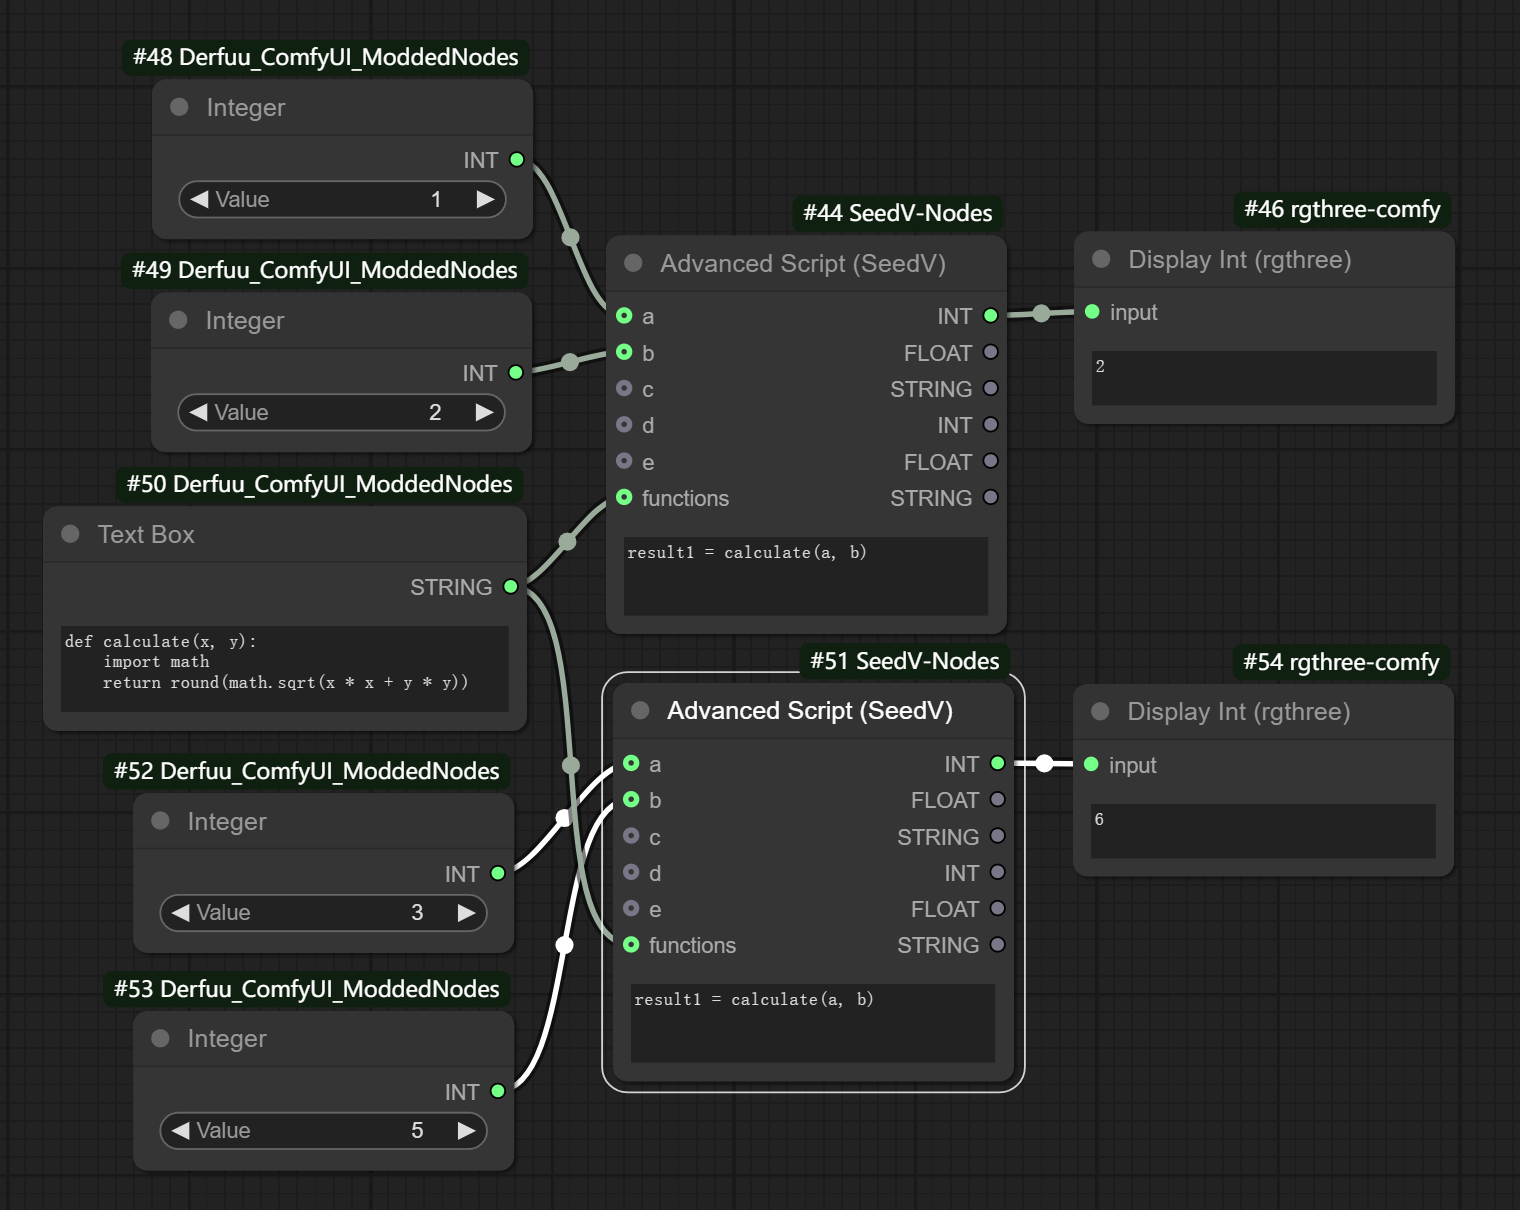 #48 Derfuu_ComfyUI_ModdedNodes
Integer
INT
Value 1
#49 Derfuu_ComfyUI_ModdedNodes
Integer
INT
Value 2
#50 Derfuu_ComfyUI_ModdedNodes
Text Box
STRING
def calculate(x, y):
    import math
    return round(math.sqrt(x * x + y * y))
#52 Derfuu_ComfyUI_ModdedNodes
Integer
INT
Value 3
#53 Derfuu_ComfyUI_ModdedNodes
Integer
INT
Value 5
#44 SeedV-Nodes
Advanced Script (SeedV)
a INT
b FLOAT
c STRING
d INT
e FLOAT
functions STRING
result1 = calculate(a, b)
#51 SeedV-Nodes
Advanced Script (SeedV)
a INT
b FLOAT
c STRING
d INT
e FLOAT
functions STRING
result1 = calculate(a, b)
#46 rgthree-comfy
Display Int (rgthree)
input
2
#54 rgthree-comfy
Display Int (rgthree)
input
6